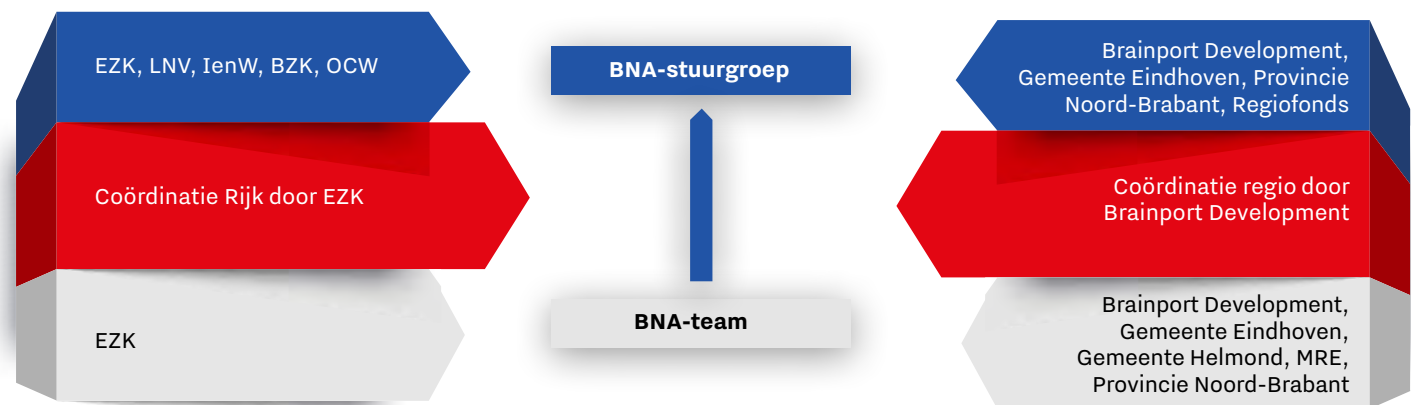 EZK, LNV, IenW, BZK, OCW
Coördinatie Rijk door EZK
EZK
BNA-stuurgroep
BNA-team
Brainport Development,
Gemeente Eindhoven, Provincie
Noord-Brabant, Regiofonds
Coördinatie regio door
Brainport Development
Brainport Development,
Gemeente Eindhoven,
Gemeente Helmond, MRE,
Provincie Noord-Brabant